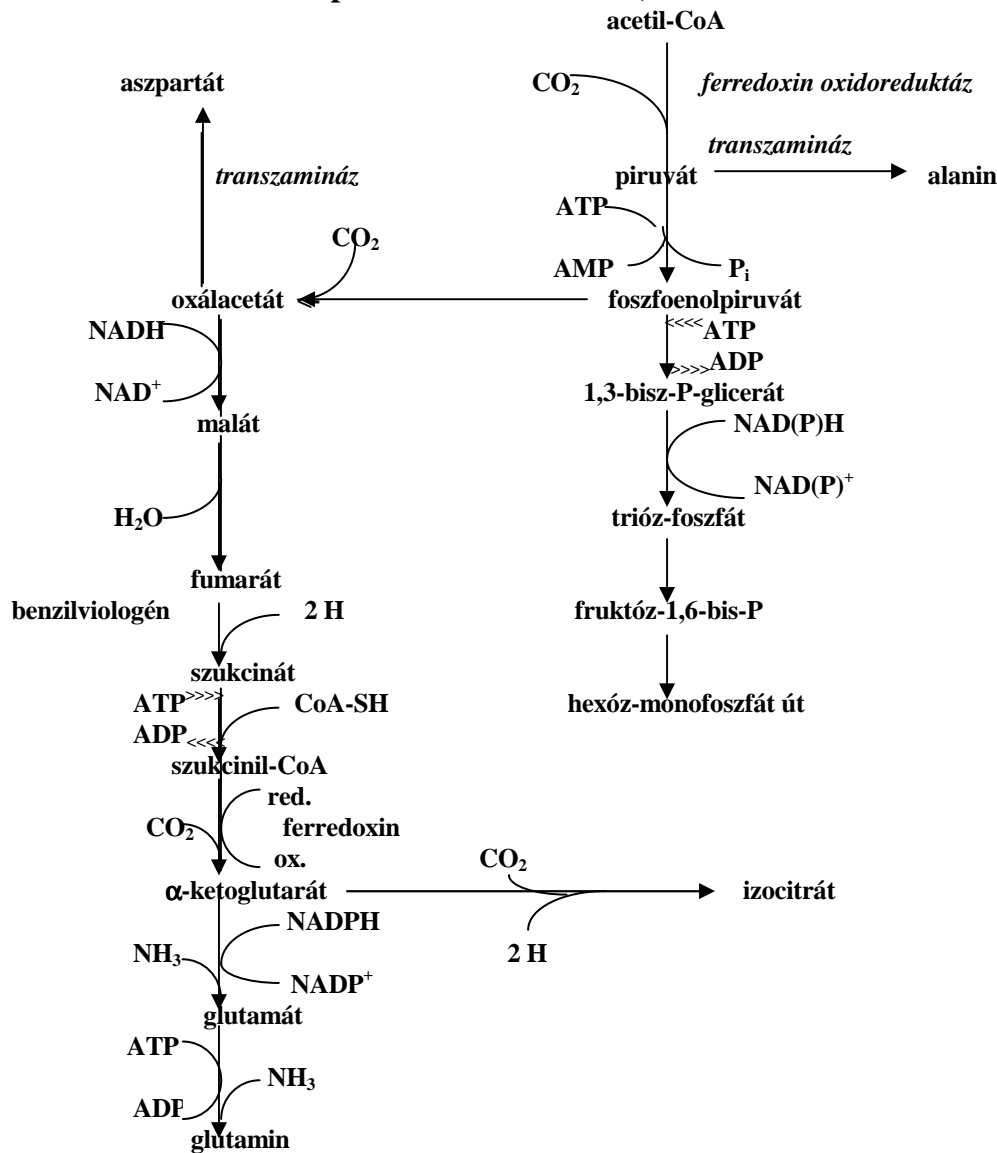 acetil-CoA
aszpartát
CO₂
ferredoxin oxidoreduktáz
transzamináz
transzamináz
piruvát
alanin
ATP
CO₂
AMP
Pᵢ
oxálacetát
foszfoenolpiruvát
NADH
<<<<ATP
>>>>ADP
NAD⁺
1,3-bisz-P-glicerát
malát
NAD(P)H
NAD(P)⁺
H₂O
trióz-foszfát
fumarát
benzilviologén
2 H
fruktóz-1,6-bis-P
szukcinát
ATP>>>>
CoA-SH
hexóz-monofoszfát út
ADP<<<<
szukcinil-CoA
red.
CO₂
ferredoxin
ox.
CO₂
α-ketoglutarát
izocitrát
NADPH
NH₃
2 H
NADP⁺
glutamát
ATP
NH₃
ADP
glutamin